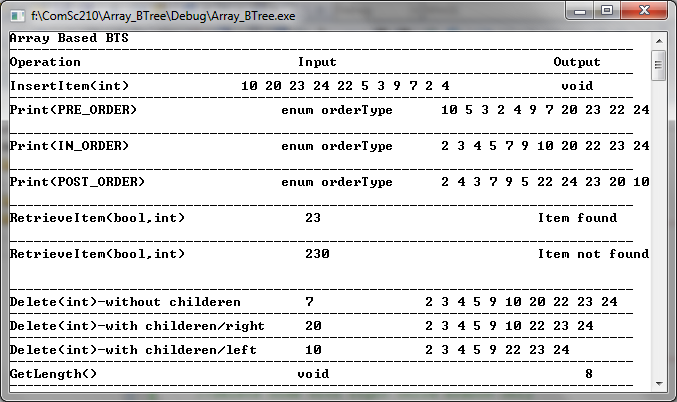 f:\ComSc210\Array_BTree\Debug\Array_BTree.exe
Array Based BTS
Operation Input Output
InsertItem(int) 10 20 23 24 22 5 3 9 7 2 4 void
Print(PRE_ORDER) enum orderType 10 5 3 2 4 9 7 20 23 22 24
Print(IN_ORDER) enum orderType 2 3 4 5 7 9 10 20 22 23 24
Print(POST_ORDER) enum orderType 2 4 3 7 9 5 22 24 23 20 10
RetrieveItem(bool,int) 23 Item found
RetrieveItem(bool,int) 230 Item not found
Delete(int)-without childeren 7 2 3 4 5 9 10 20 22 23 24
Delete(int)-with childeren/right 20 2 3 4 5 9 10 22 23 24
Delete(int)-with childeren/left 10 2 3 4 5 9 22 23 24
GetLength() void 8